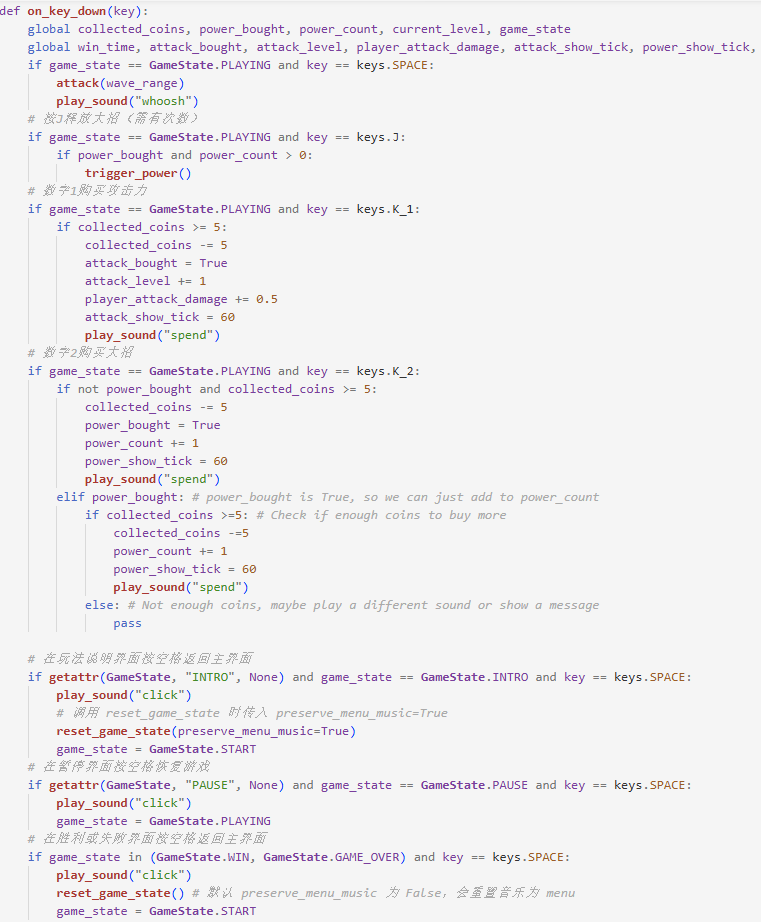 def on_key_down(key):
    global collected_coins, power_bought, power_count, current_level, game_state
    global win_time, attack_bought, attack_level, player_attack_damage, attack_show_tick, power_show_tick,
    if game_state == GameState.PLAYING and key == keys.SPACE:
        attack(wave_range)
        play_sound("whoosh")
    # 按J释放大招（需有次数）
    if game_state == GameState.PLAYING and key == keys.J:
        if power_bought and power_count > 0:
            trigger_power()
    # 数字1购买攻击力
    if game_state == GameState.PLAYING and key == keys.K_1:
        if collected_coins >= 5:
            collected_coins -= 5
            attack_bought = True
            attack_level += 1
            player_attack_damage += 0.5
            attack_show_tick = 60
            play_sound("spend")
    # 数字2购买大招
    if game_state == GameState.PLAYING and key == keys.K_2:
        if not power_bought and collected_coins >= 5:
            collected_coins -= 5
            power_bought = True
            power_count += 1
            power_show_tick = 60
            play_sound("spend")
        elif power_bought: # power_bought is True, so we can just add to power_count
            if collected_coins >=5: # Check if enough coins to buy more
                collected_coins -=5
                power_count += 1
                power_show_tick = 60
                play_sound("spend")
            else: # Not enough coins, maybe play a different sound or show a message
                pass
    # 在玩法说明界面按空格返回主界面
    if getattr(GameState, "INTRO", None) and game_state == GameState.INTRO and key == keys.SPACE:
        play_sound("click")
        # 调用 reset_game_state 时传入 preserve_menu_music=True
        reset_game_state(preserve_menu_music=True)
        game_state = GameState.START
    # 在暂停界面按空格恢复游戏
    if getattr(GameState, "PAUSE", None) and game_state == GameState.PAUSE and key == keys.SPACE:
        play_sound("click")
        game_state = GameState.PLAYING
    # 在胜利或失败界面按空格返回主界面
    if game_state in (GameState.WIN, GameState.GAME_OVER) and key == keys.SPACE:
        play_sound("click")
        reset_game_state() # 默认 preserve_menu_music 为 False，会重置音乐为 menu
        game_state = GameState.START